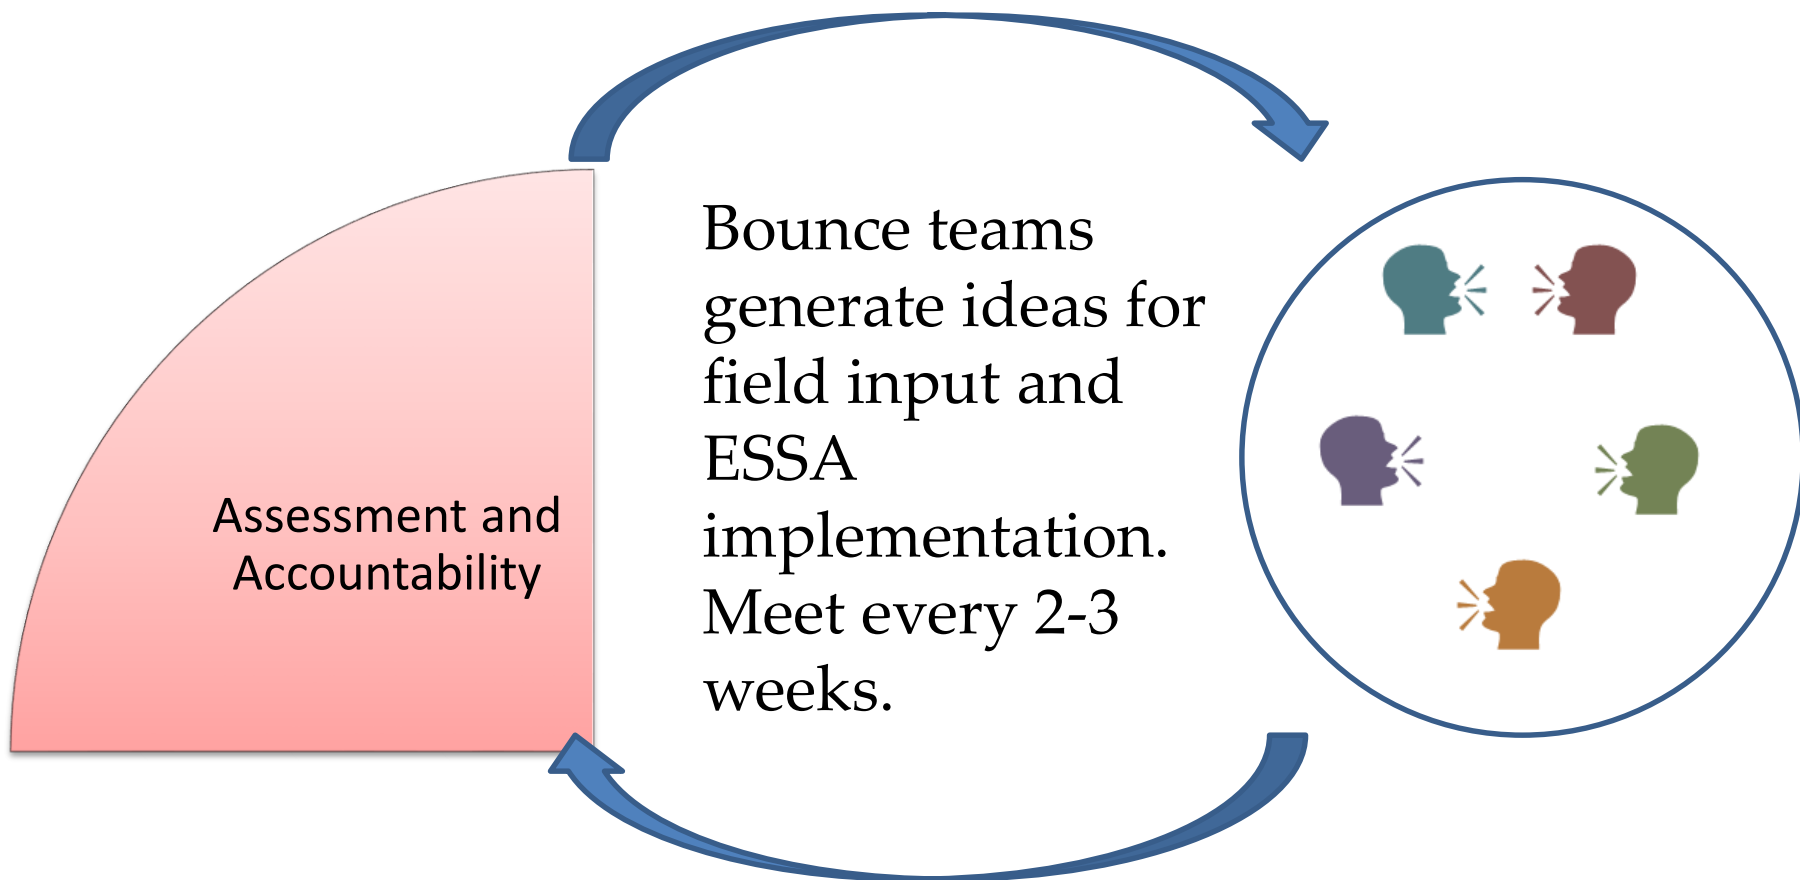 Assessment and
Accountability
Bounce teams
generate ideas for
field input and
ESSA
implementation.
Meet every 2-3
weeks.